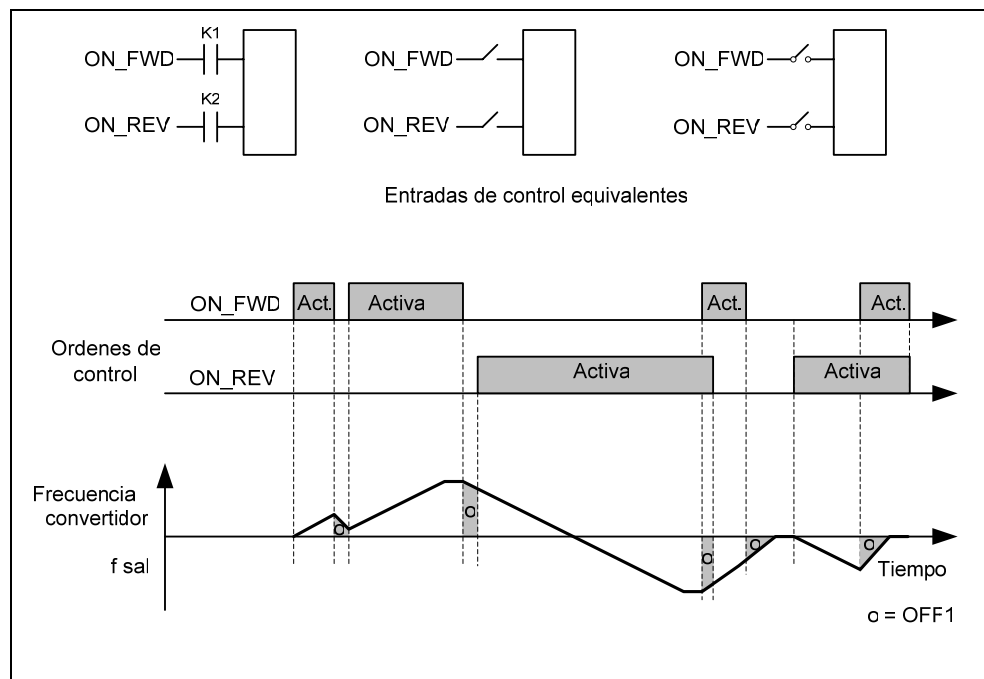 K1
ON_FWD
K2
ON_REV
ON_FWD
ON_REV
ON_FWD
ON_REV
Entradas de control equivalentes
Ordenes de
control
ON_FWD
Act.
Activa
Act.
Act.
ON_REV
Activa
Activa
Frecuencia
convertidor
f sal
o
o
o
o
o
Tiempo
o = OFF1